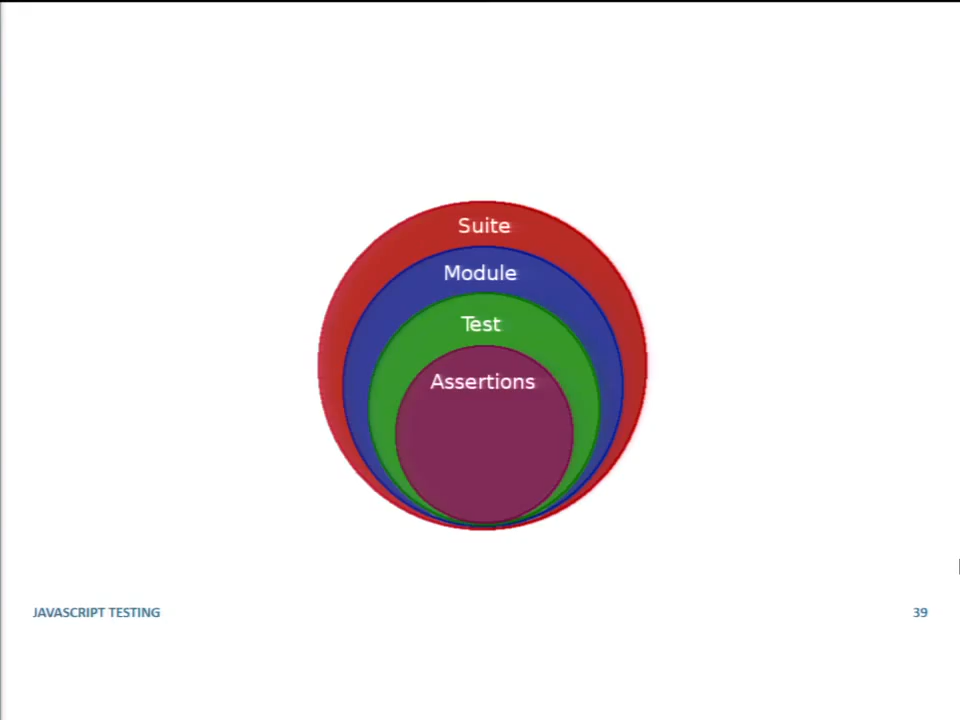 Suite
Module
Test
Assertions
JAVASCRIPT TESTING
39